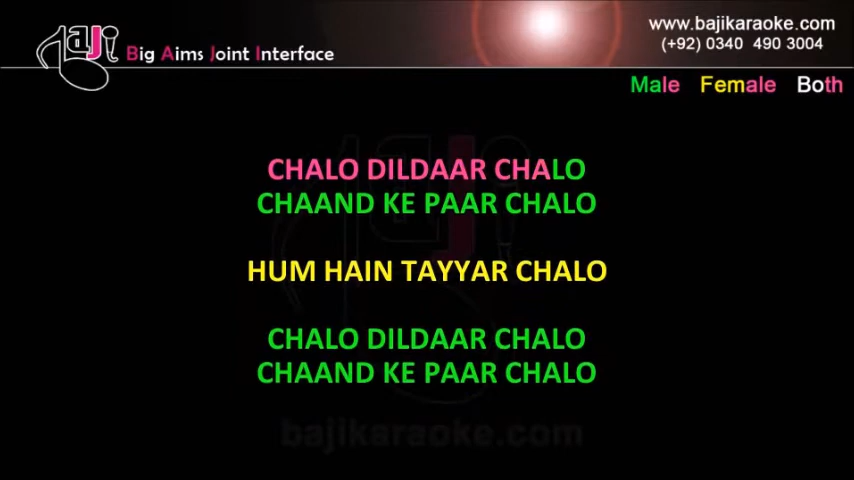 www.bajikaraoke.com
(+92) 0340 490 3004
Baji
Big Aims Joint Interface
Male Female Both
CHALO DILDAAR CHALO
CHAAND KE PAAR CHALO
HUM HAIN TAYYAR CHALO
CHALO DILDAAR CHALO
CHAAND KE PAAR CHALO
bajikaraoke.com